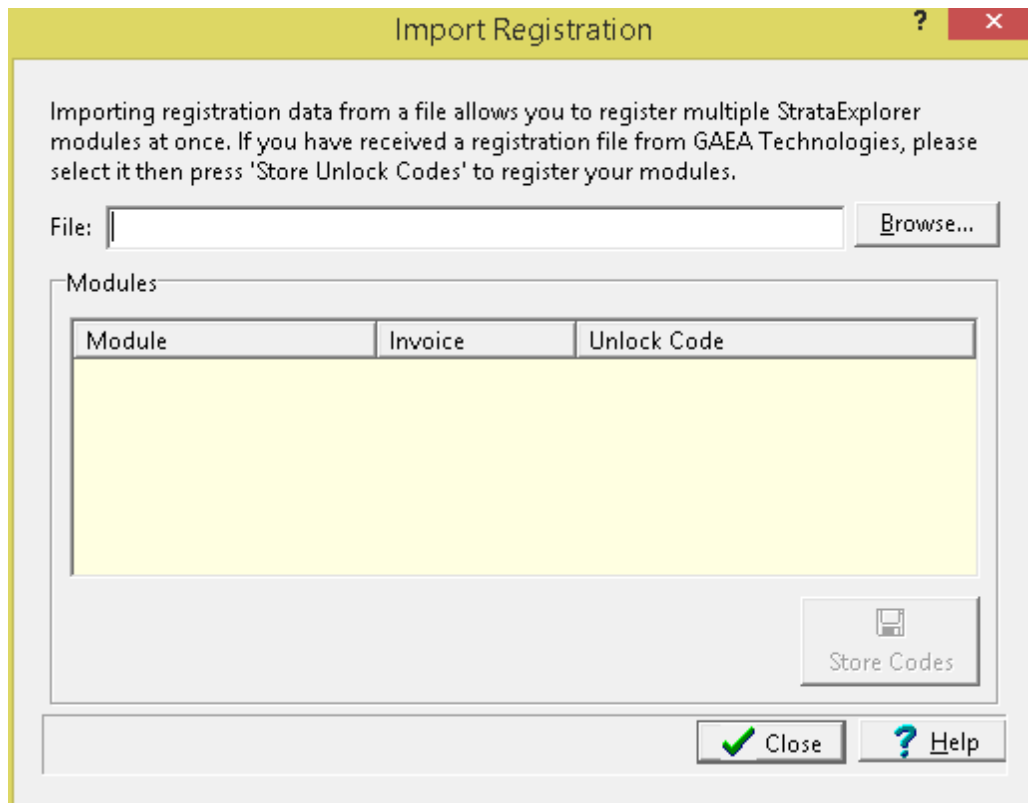 Import Registration
?
×
Importing registration data from a file allows you to register multiple StrataExplorer
modules at once. If you have received a registration file from GAEA Technologies, please
select it then press 'Store Unlock Codes' to register your modules.
File:
Browse...
Modules
Module Invoice Unlock Code
Store Codes
Close ? Help